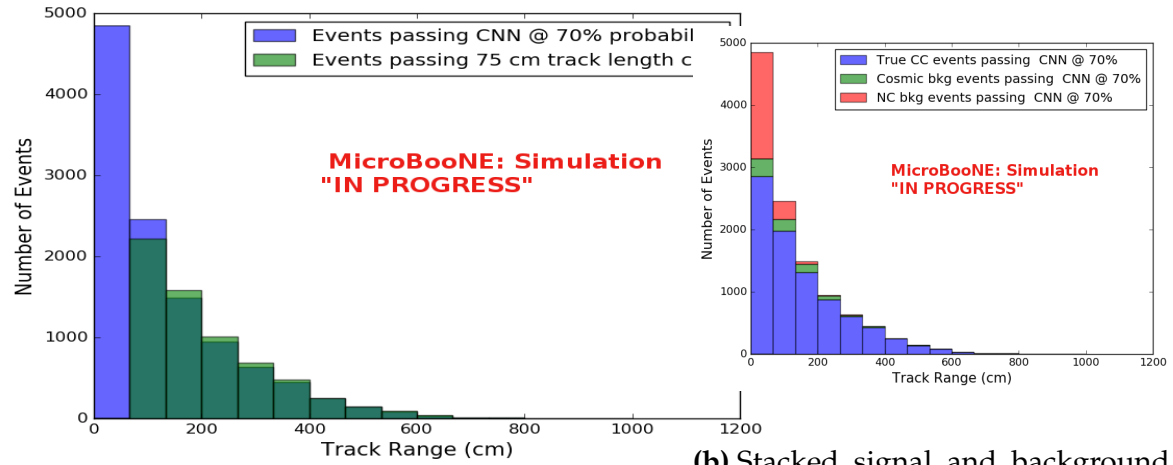 5000
4000
3000
2000
1000
0
Number of Events
Events passing CNN @ 70% probabil
Events passing 75 cm track length c
MicroBooNE: Simulation
"IN PROGRESS"
0 200 400 600 800 1000 1200
Track Range (cm)
5000
4000
3000
2000
1000
0
Number of Events
True CC events passing CNN @ 70%
Cosmic bkg events passing CNN @ 70%
NC bkg events passing CNN @ 70%
MicroBooNE: Simulation
"IN PROGRESS"
0 200 400 600 800 1000 1200
Track Range (cm)
(b) Stacked signal and background